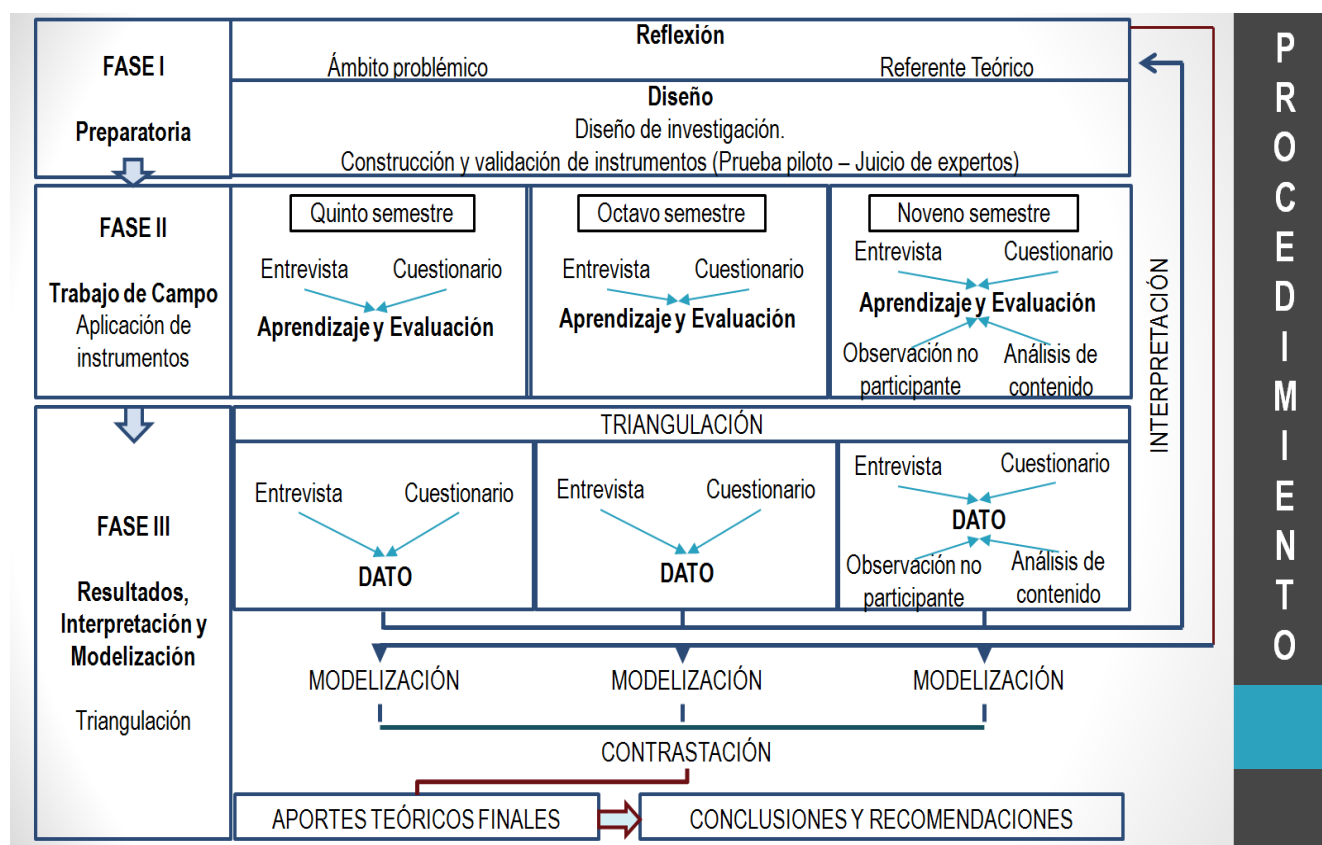 FASE I
Preparatoria
Reflexión
Ámbito problémico
Referente Teórico
Diseño
Diseño de investigación.
Construcción y validación de instrumentos (Prueba piloto – Juicio de expertos)
FASE II
Trabajo de Campo
Aplicación de
instrumentos
Quinto semestre
Entrevista
Cuestionario
Aprendizaje y Evaluación
Octavo semestre
Entrevista
Cuestionario
Aprendizaje y Evaluación
Noveno semestre
Entrevista
Cuestionario
Aprendizaje y Evaluación
Observación no
participante
Análisis de
contenido
FASE III
Resultados,
Interpretación y
Modelización
Triangulación
TRIANGULACIÓN
Entrevista
Cuestionario
DATO
Entrevista
Cuestionario
DATO
Entrevista
Cuestionario
DATO
Observación no
participante
Análisis de
contenido
MODELIZACIÓN
MODELIZACIÓN
MODELIZACIÓN
CONTRASTACIÓN
APORTES TEÓRICOS FINALES
CONCLUSIONES Y RECOMENDACIONES
INTERPRETACIÓN
PROCEDIMIENTO